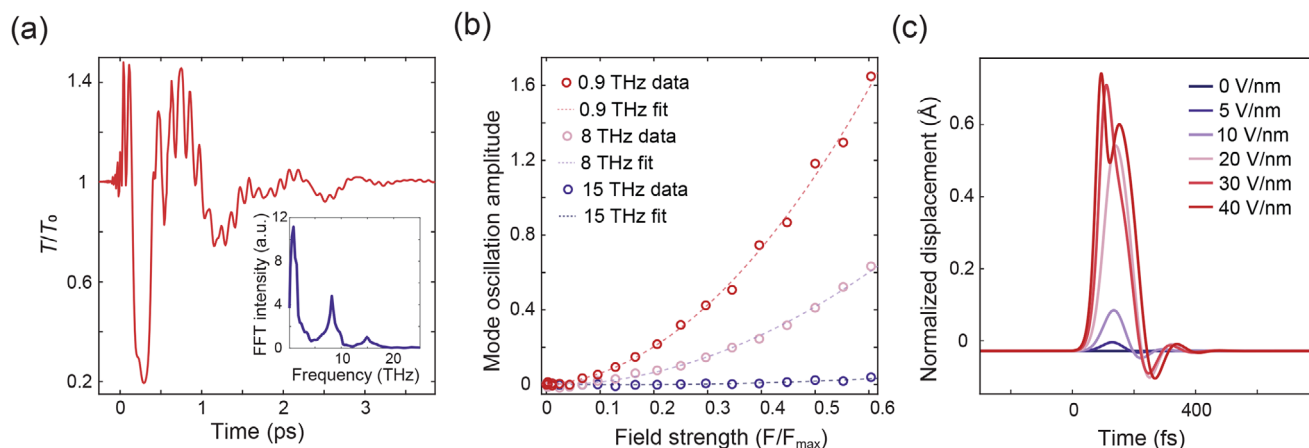 (a)
T/T₀
1.4
1
0.6
0.2
0
1
2
3
Time (ps)
FFT intensity (a.u.)
12
8
4
0
0
10
20
Frequency (THz)
(b)
Mode oscillation amplitude
1.6
1.2
0.8
0.4
0
0.9 THz data
0.9 THz fit
8 THz data
8 THz fit
15 THz data
15 THz fit
0
0.1
0.2
0.3
0.4
0.5
0.6
Field strength (F/Fmax)
(c)
Normalized displacement (Å)
0.6
0.4
0.2
0
0 V/nm
5 V/nm
10 V/nm
20 V/nm
30 V/nm
40 V/nm
0
400
Time (fs)